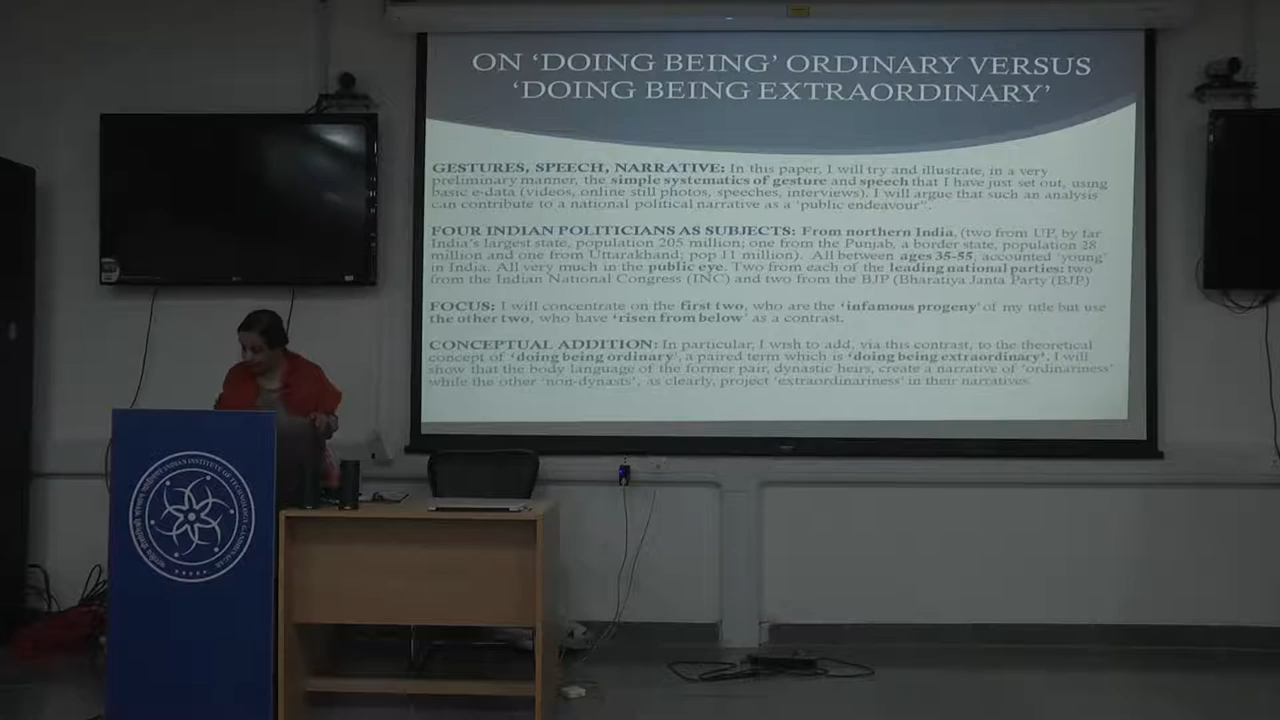 ON ‘DOING BEING’ ORDINARY VERSUS
‘DOING BEING EXTRAORDINARY’
GESTURES, SPEECH, NARRATIVE: In this paper, I will try and illustrate, in a very
preliminary manner, the simple systematics of gesture and speech that I have just set out, using
basic e-data (videos, online still photos, speeches, interviews). I will argue that such an analysis
can contribute to a national political narrative as a ‘public endeavour”.
FOUR INDIAN POLITICIANS AS SUBJECTS: From northern India, (two from UP, by far
India’s largest state, population 205 million; one from the Punjab, a border state, population 28
million and one from Uttarakhand; pop 11 million). All between ages 35-55, accounted ‘young’
in India. All very much in the public eye. Two from each of the leading national parties: two
from the Indian National Congress (INC) and two from the BJP (Bharatiya Janta Party (BJP)
FOCUS: I will concentrate on the first two, who are the ‘infamous progeny’ of my title but use
the other two, who have ‘risen from below’ as a contrast.
CONCEPTUAL ADDITION: In particular, I wish to add, via this contrast, to the theoretical
concept of ‘doing being ordinary’, a paired term which is ‘doing being extraordinary’. I will
show that the body language of the former pair, dynastic heirs, create a narrative of ‘ordinariness’
while the other ‘non-dynasts’, as clearly, project ‘extraordinariness’ in their narratives
INDIAN INSTITUTE OF TECHNOLOGY GANDHINAGAR